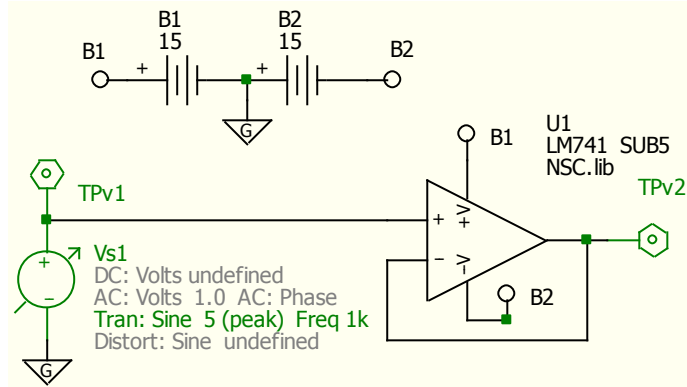 B1
15
B2
15
B1
+
+
B2
G
TPv1
B1
U1
LM741 SUB5
NSC.lib
TPv2
+
+V
−
−V
B2
+
−
Vs1
DC: Volts undefined
AC: Volts 1.0 AC: Phase
Tran: Sine 5 (peak) Freq 1k
Distort: Sine undefined
G